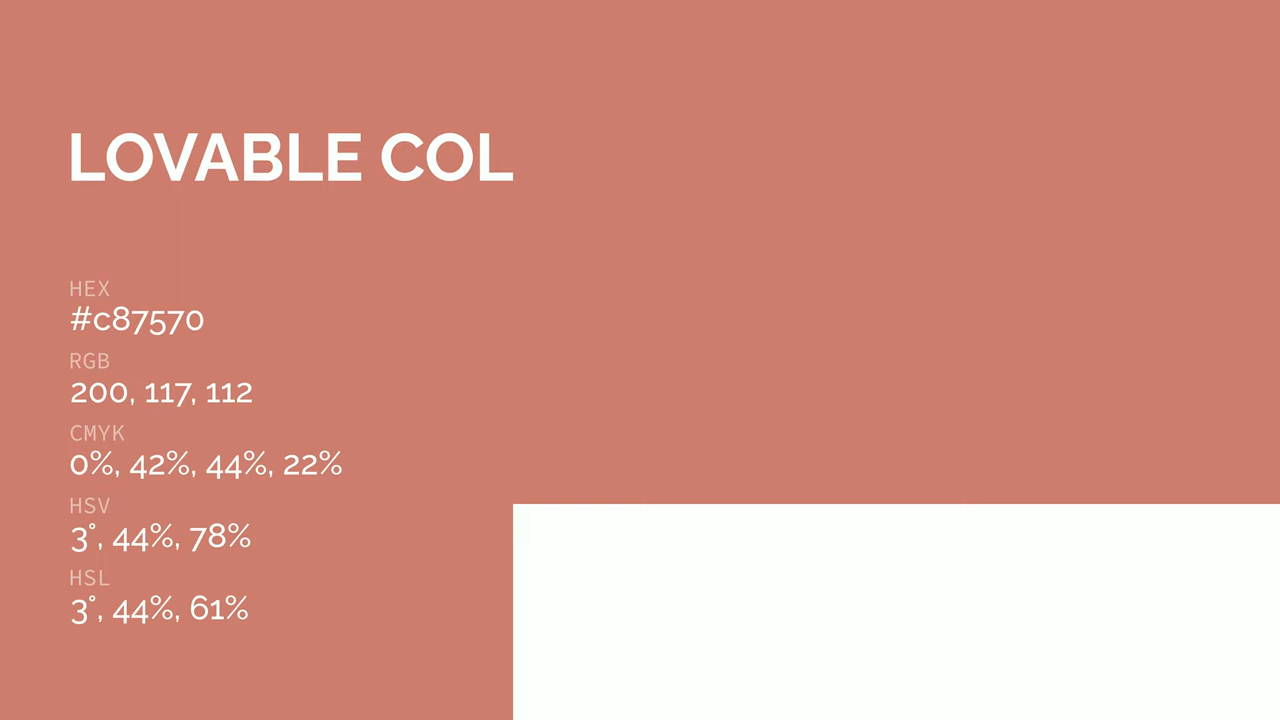 LOVABLE COL
HEX
#c87570
RGB
200, 117, 112
CMYK
0%, 42%, 44%, 22%
HSV
3°, 44%, 78%
HSL
3°, 44%, 61%